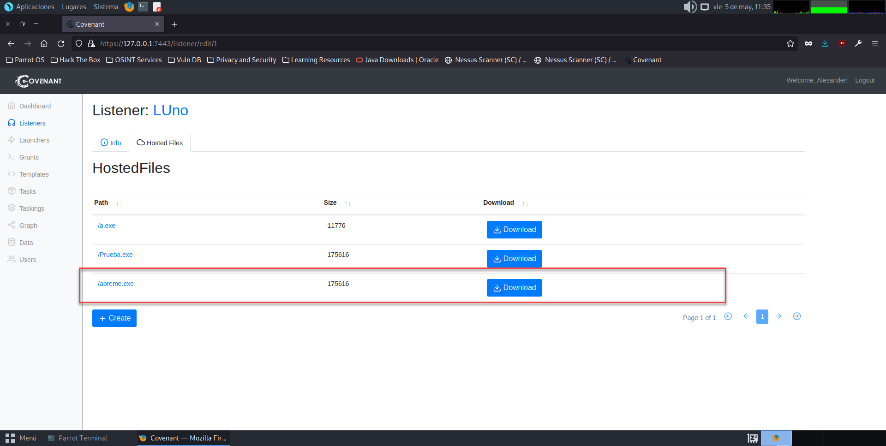 Aplicaciones Lugares Sistema vie 5 de may, 11:35
Covenant
https://127.0.0.1:7443/listener/edit/1
Parrot OS Hack The Box OSINT Services Vuln DB Privacy and Security Learning Resources Java Downloads | Oracle Nessus Scanner (SC) / ... Nessus Scanner (SC) / ... Covenant
COVENANT Welcome, Alesander! Logout
Dashboard
Listeners
Launchers
Grunts
Templates
Tasks
Taskings
Graph
Data
Users
Listener: LUno
Info Hosted Files
HostedFiles
Path Size Download
/a.exe 11776 Download
/Prueba.exe 175616 Download
/abreme.exe 175616 Download
+ Create Page 1 of 1 1
Menú Parrot Terminal Covenant — Mozilla Fir...